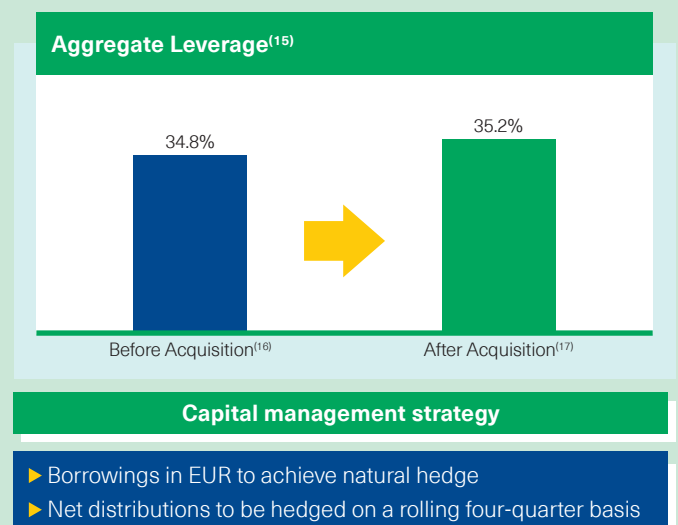 Aggregate Leverage(15)
34.8%
35.2%
Before Acquisition(16)
After Acquisition(17)
Capital management strategy
▶ Borrowings in EUR to achieve natural hedge
▶ Net distributions to be hedged on a rolling four-quarter basis